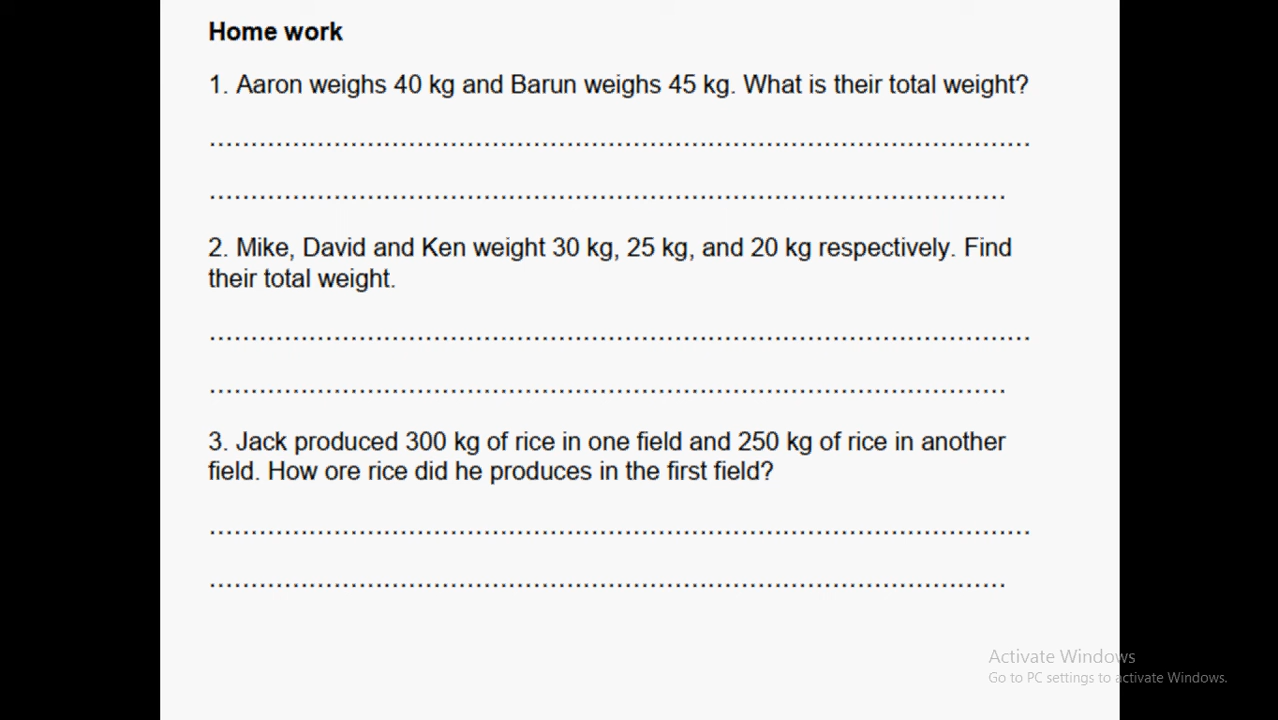 Home work
1. Aaron weighs 40 kg and Barun weighs 45 kg. What is their total weight?
................................................................................................
.............................................................................................
2. Mike, David and Ken weight 30 kg, 25 kg, and 20 kg respectively. Find
their total weight.
................................................................................................
.............................................................................................
3. Jack produced 300 kg of rice in one field and 250 kg of rice in another
field. How ore rice did he produces in the first field?
................................................................................................
.............................................................................................
Activate Windows
Go to PC settings to activate Windows.